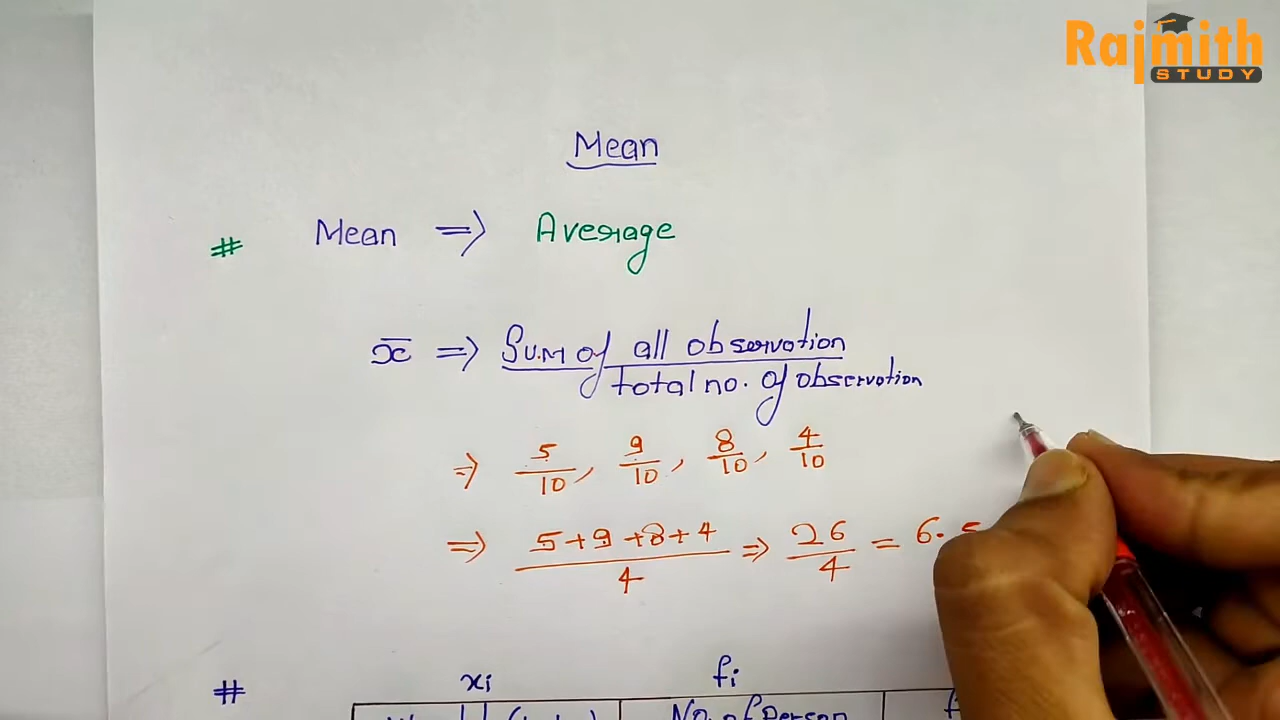 Rajmith
STUDY
Mean
# Mean ⇒ Average
x̄ ⇒ Sum of all observation
total no. of observation
⇒ 5/10, 9/10, 8/10, 4/10
⇒ 5+9+8+4/4 ⇒ 26/4 = 6.5
# xi fi
No. of Person